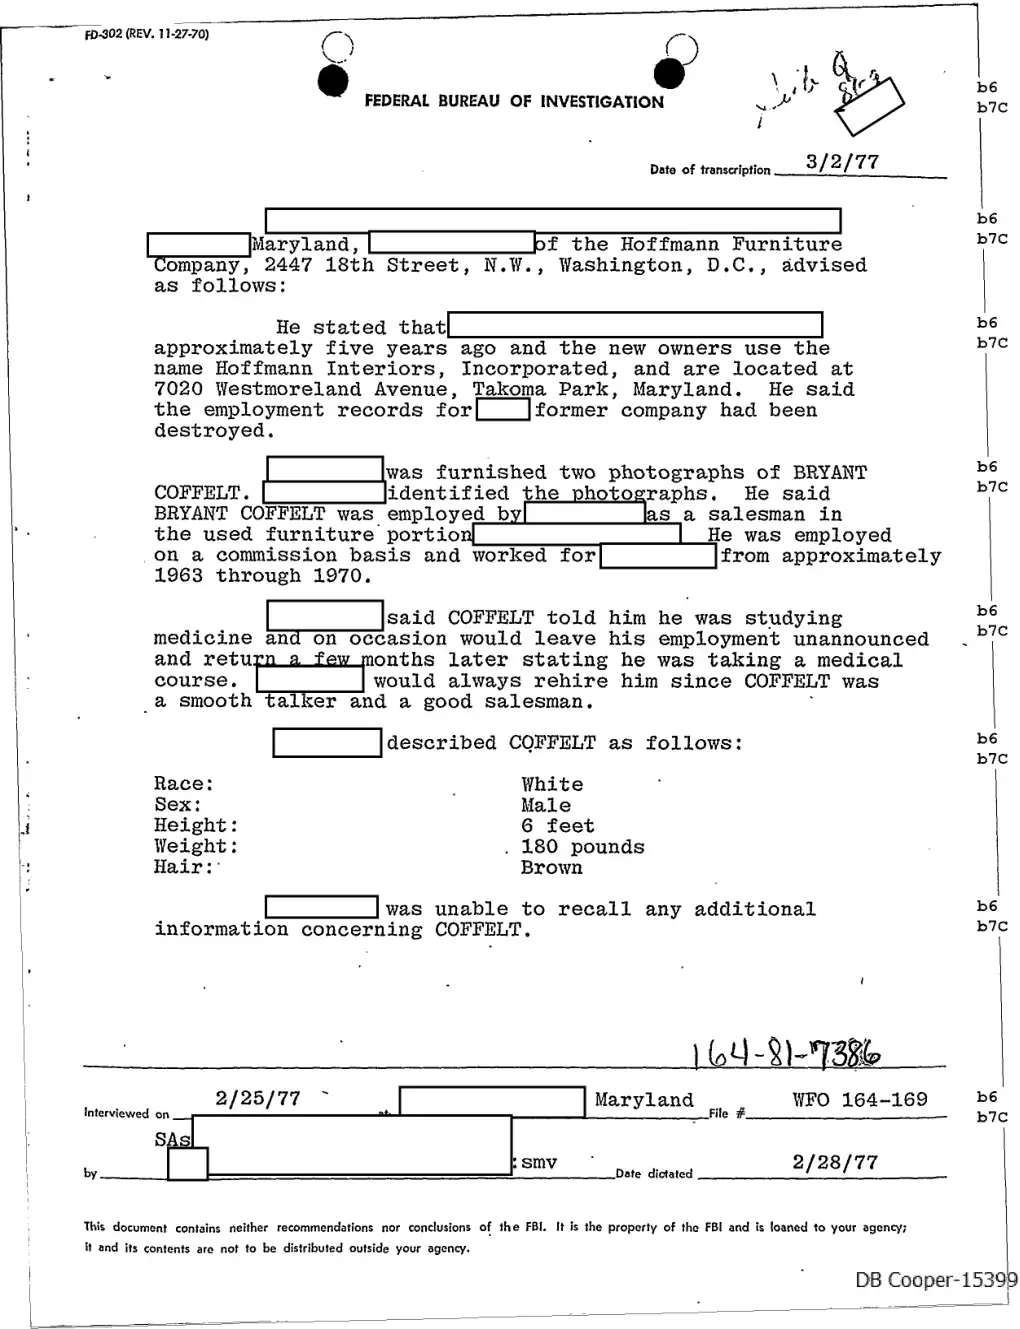 FD-302 (REV. 11-27-70)
b6
b7C
FEDERAL BUREAU OF INVESTIGATION
Date of transcription 3/2/77
b6
b7C
Maryland, of the Hoffmann Furniture
Company, 2447 18th Street, N.W., Washington, D.C., advised
as follows:
He stated that
b6
b7C
approximately five years ago and the new owners use the
name Hoffmann Interiors, Incorporated, and are located at
7020 Westmoreland Avenue, Takoma Park, Maryland. He said
the employment records for former company had been
destroyed.
was furnished two photographs of BRYANT
b6
b7C
COFFELT. identified the photographs. He said
BRYANT COFFELT was employed by as a salesman in
the used furniture portion He was employed
on a commission basis and worked for from approximately
1963 through 1970.
said COFFELT told him he was studying
b6
b7C
medicine and on occasion would leave his employment unannounced
and return a few months later stating he was taking a medical
course. would always rehire him since COFFELT was
a smooth talker and a good salesman.
described COFFELT as follows:
b6
b7C
Race: White
Sex: Male
Height: 6 feet
Weight: 180 pounds
Hair: Brown
was unable to recall any additional
b6
b7C
information concerning COFFELT.
164-81-7386
Interviewed on 2/25/77 at Maryland File # WFO 164-169
b6
b7C
SAs
by :smv Date dictated 2/28/77
This document contains neither recommendations nor conclusions of the FBI. It is the property of the FBI and is loaned to your agency;
it and its contents are not to be distributed outside your agency.
DB Cooper-15399